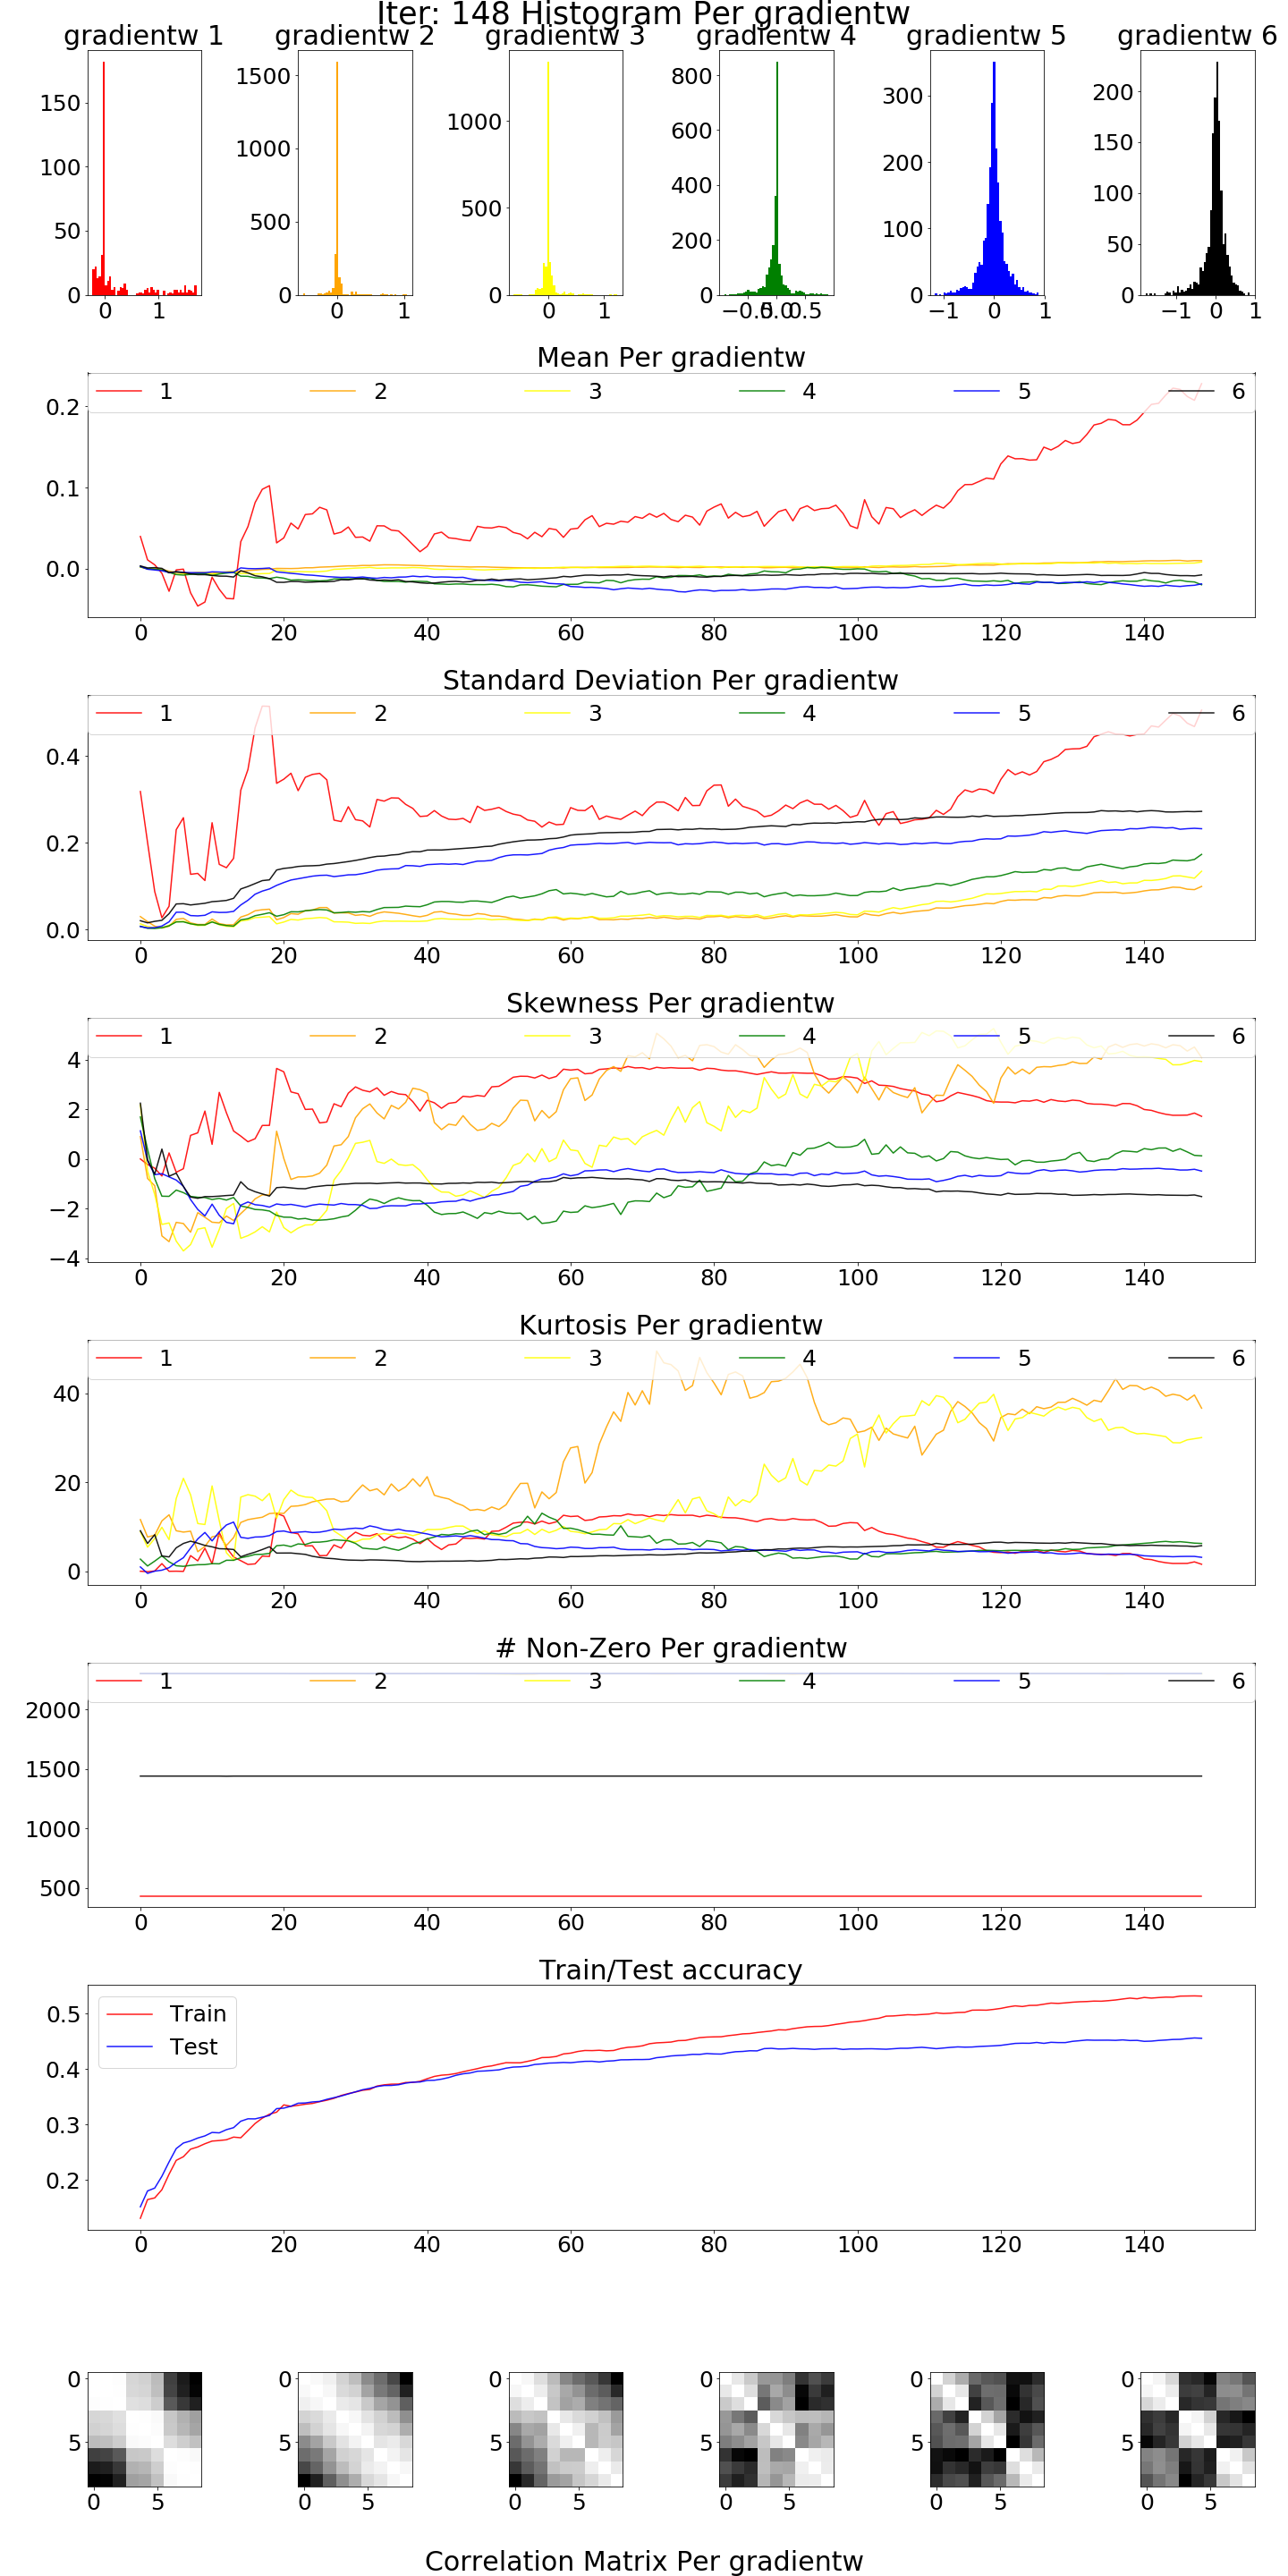 Iter: 148 Histogram Per gradientw
gradientw 1 gradientw 2 gradientw 3 gradientw 4 gradientw 5 gradientw 6
150 1500 1000 800 300 200
100 1000 500 600 200 150
50 500 0 400 100 100
0 0 200 0 50
0 0
0 1 0 1 0 1 −0.5 0.0 0.5 −1 0 1 −1 0 1
Mean Per gradientw
1 2 3 4 5 6
0.2
0.1
0.0
0 20 40 60 80 100 120 140
Standard Deviation Per gradientw
1 2 3 4 5 6
0.4
0.2
0.0
0 20 40 60 80 100 120 140
Skewness Per gradientw
1 2 3 4 5 6
4
2
0
−2
−4
0 20 40 60 80 100 120 140
Kurtosis Per gradientw
1 2 3 4 5 6
40
20
0
0 20 40 60 80 100 120 140
# Non-Zero Per gradientw
1 2 3 4 5 6
2000
1500
1000
500
0 20 40 60 80 100 120 140
Train/Test accuracy
Train
Test
0.5
0.4
0.3
0.2
0 20 40 60 80 100 120 140
0 0 0 0 0 0
5 5 5 5 5 5
0 5 0 5 0 5 0 5 0 5 0 5
Correlation Matrix Per gradientw